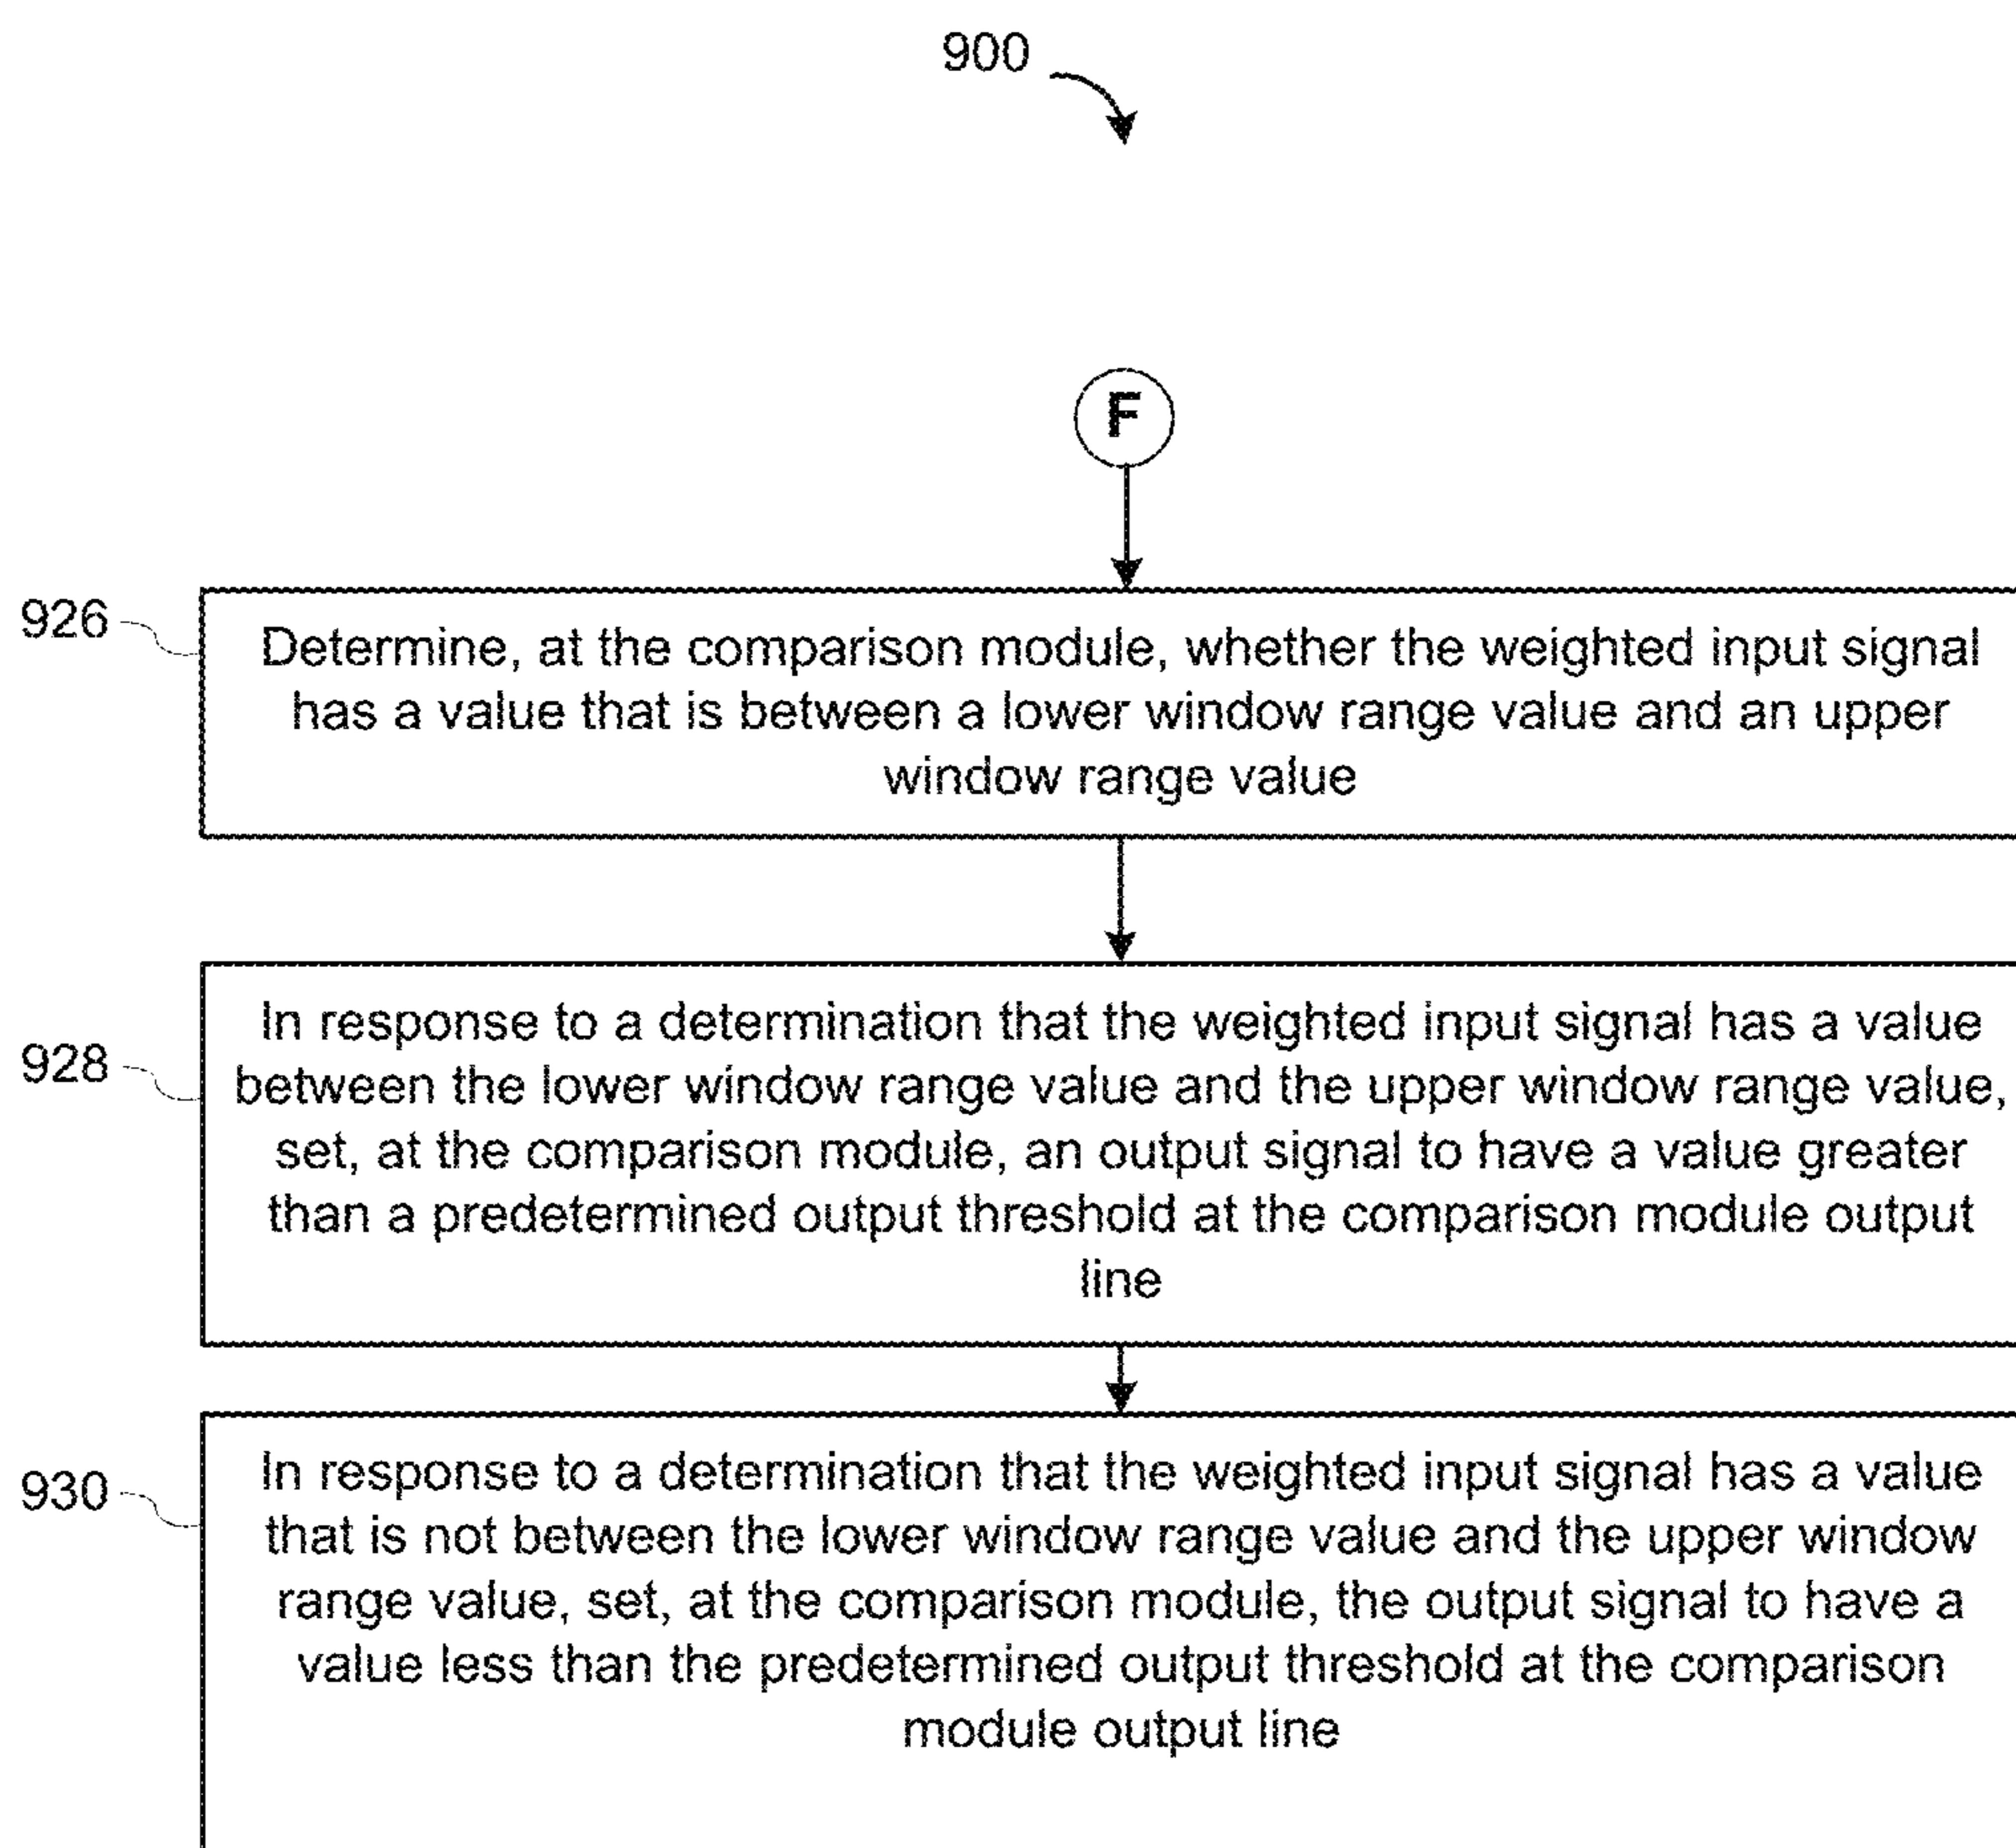 900
F
926
Determine, at the comparison module, whether the weighted input signal
has a value that is between a lower window range value and an upper
window range value
928
In response to a determination that the weighted input signal has a value
between the lower window range value and the upper window range value,
set, at the comparison module, an output signal to have a value greater
than a predetermined output threshold at the comparison module output
line
930
In response to a determination that the weighted input signal has a value
that is not between the lower window range value and the upper window
range value, set, at the comparison module, the output signal to have a
value less than the predetermined output threshold at the comparison
module output line